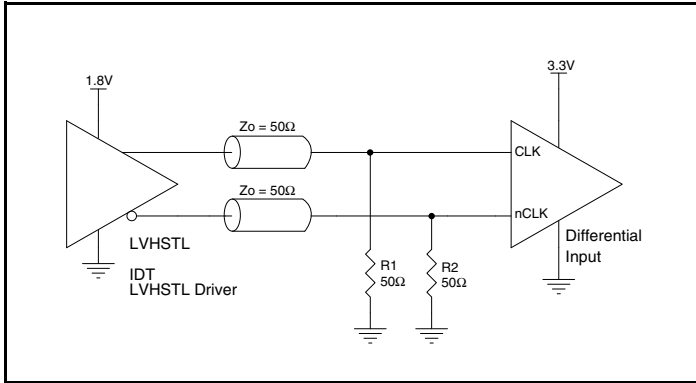 1.8V
3.3V
Zo = 50Ω
CLK
Zo = 50Ω
nCLK
LVHSTL
IDT
LVHSTL Driver
R1
50Ω
R2
50Ω
Differential
Input